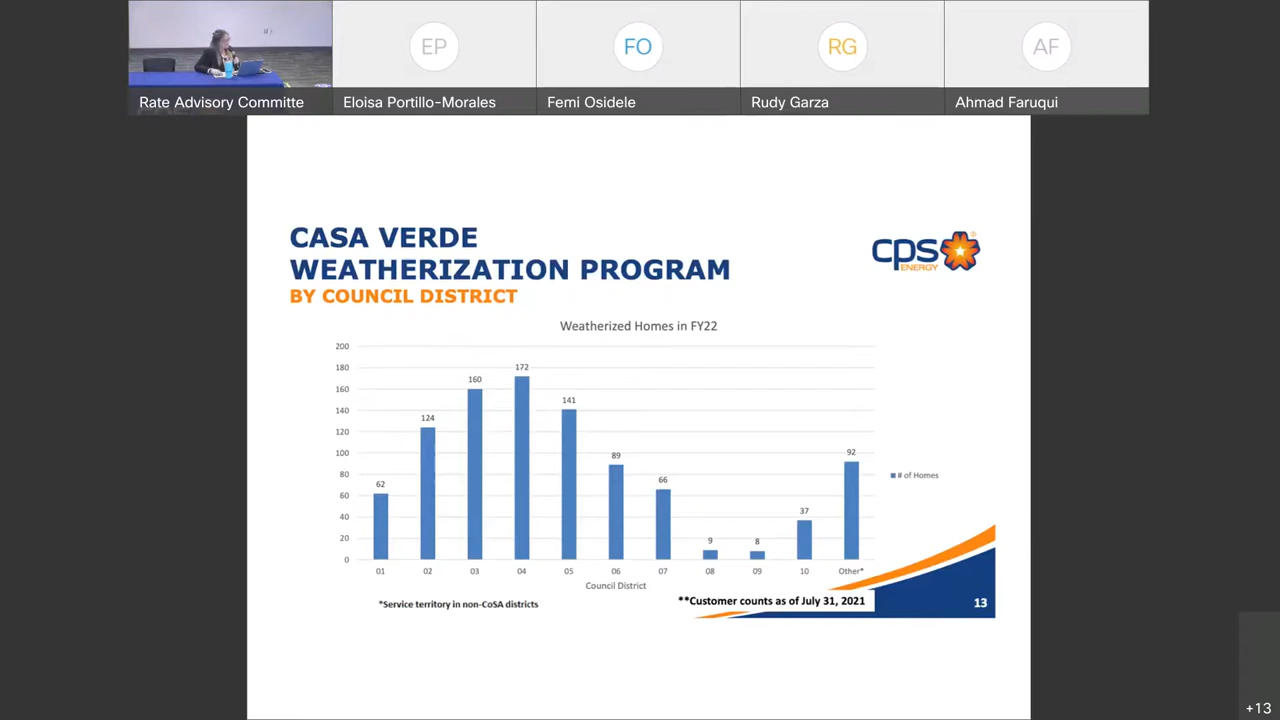 EP
FO
RG
AF
Rate Advisory Committe
Eloisa Portillo-Morales
Femi Osidele
Rudy Garza
Ahmad Faruqui
CASA VERDE
WEATHERIZATION PROGRAM
BY COUNCIL DISTRICT
cps
ENERGY
®
Weatherized Homes in FY22
200
180
160
140
120
100
80
60
40
20
0
62
124
160
172
141
89
66
9
8
37
92
# of Homes
01
02
03
04
05
06
07
08
09
10
Other*
Council District
*Service territory in non-CoSA districts
**Customer counts as of July 31, 2021
13
+13